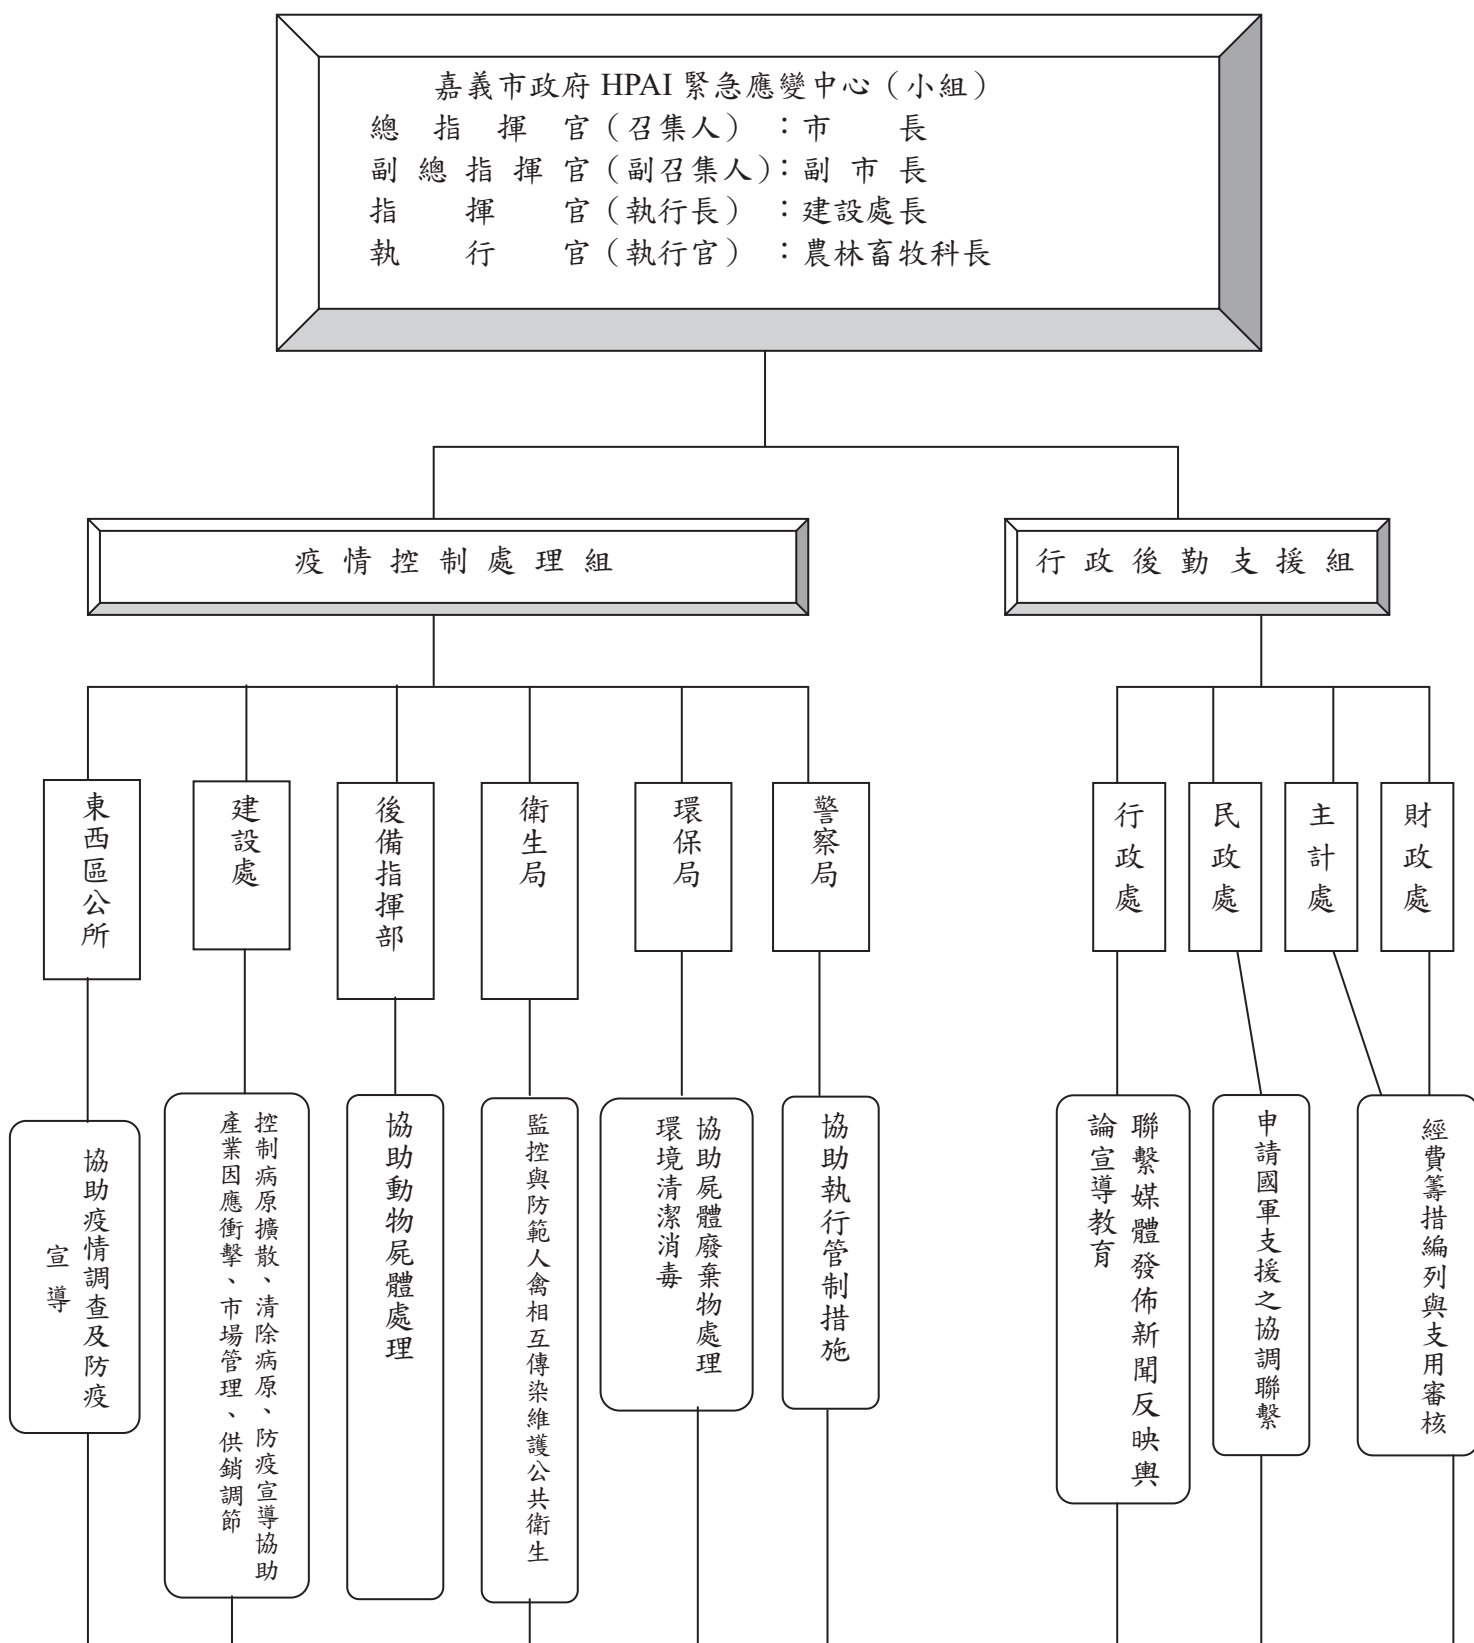 嘉義市政府 HPAI 緊急應變中心（小組）
總指揮官（召集人）：市長
副總指揮官（副召集人）：副市長
指揮官（執行長）：建設處長
執行官（執行官）：農林畜牧科長
疫情控制處理組
行政後勤支援組
東西區公所
建設處
後備指揮部
衛生局
環保局
警察局
行政處
民政處
主計處
財政處
協助疫情調查及防疫
宣導
控制病原擴散、清除病原、防疫宣導協助
產業因應衝擊、市場管理、供銷調節
協助動物屍體處理
監控與防範人禽相互傳染維護公共衛生
協助屍體廢棄物處理
環境清潔消毒
協助執行管制措施
聯繫媒體發佈新聞反映輿
論宣導教育
申請國軍支援之協調聯繫
經費籌措編列與支用審核